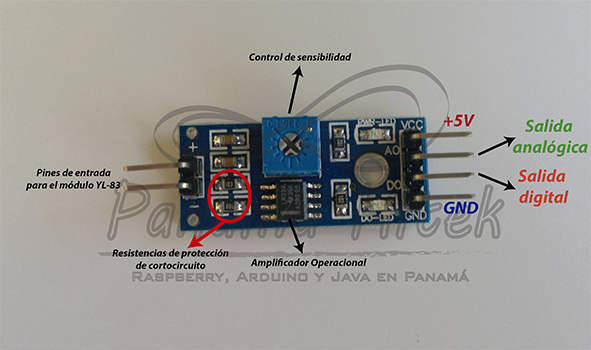 Control de sensibilidad
PWR-LED
VCC
+5V
AO
Salida
analógica
Pines de entrada
para el módulo YL-83
DO
Salida
digital
GND
GND
DO-LED
Panama Hitek
Resistencias de protección
de cortocircuito
Amplificador Operacional
Raspberry, Arduino y Java en Panamá